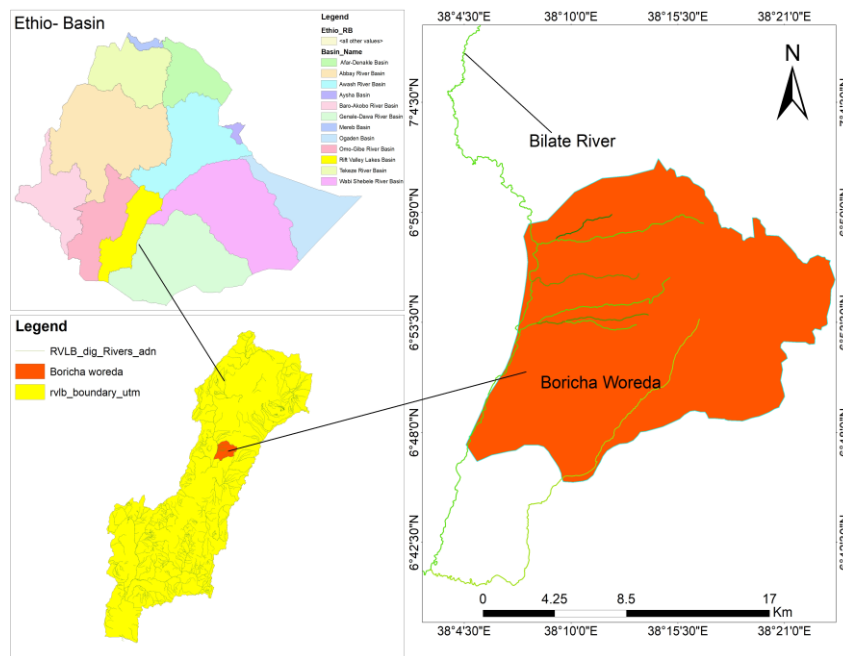 Ethio- Basin
Legend
Ethio_RB
<all other values>
Basin_Name
Afar-Denakle Basin
Abbay River Basin
Awash River Basin
Aysha Basin
Baro-Akobo River Basin
Genale-Dawa River Basin
Mereb Basin
Ogaden Basin
Omo-Gibe River Basin
Rift Valley Lakes Basin
Tekeze River Basin
Wabi Shebele River Basin
Legend
RVLB_dig_Rivers_adn
Boricha woreda
rvlb_boundary_utm
38°4'30"E 38°10'0"E 38°15'30"E 38°21'0"E
N
7°4'30"N
Bilate River
6°59'0"N
6°53'30"N
Boricha Woreda
6°48'0"N
6°42'30"N
0 4.25 8.5 17
Km
38°4'30"E 38°10'0"E 38°15'30"E 38°21'0"E